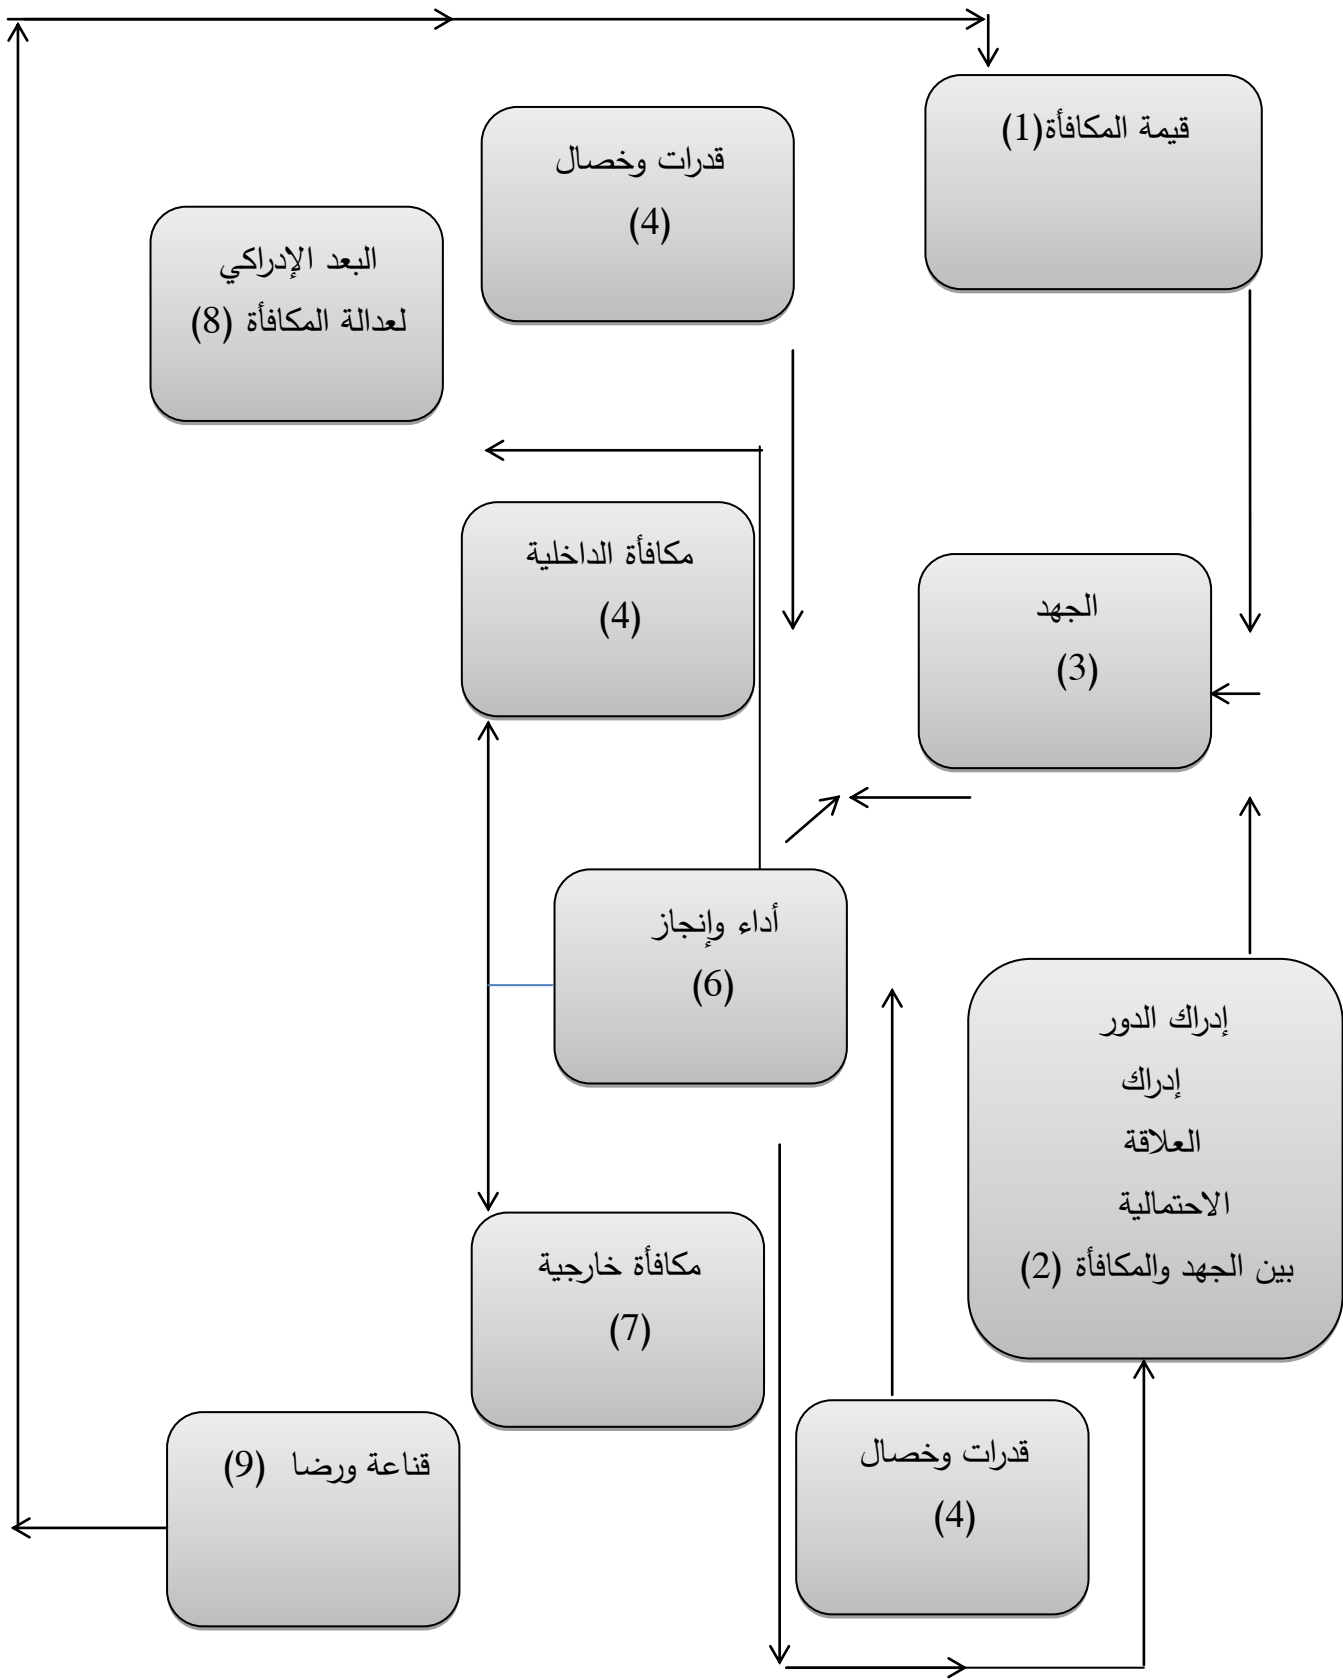 قيمة المكافأة(1)
قدرات وخصال
(4)
البعد الإدراكي
لعدالة المكافأة (8)
مكافأة الداخلية
(4)
الجهد
(3)
أداء وإنجاز
(6)
إدراك الدور
إدراك
العلاقة
الاحتمالية
بين الجهد والمكافأة (2)
مكافأة خارجية
(7)
قدرات وخصال
(4)
قناعة ورضا (9)